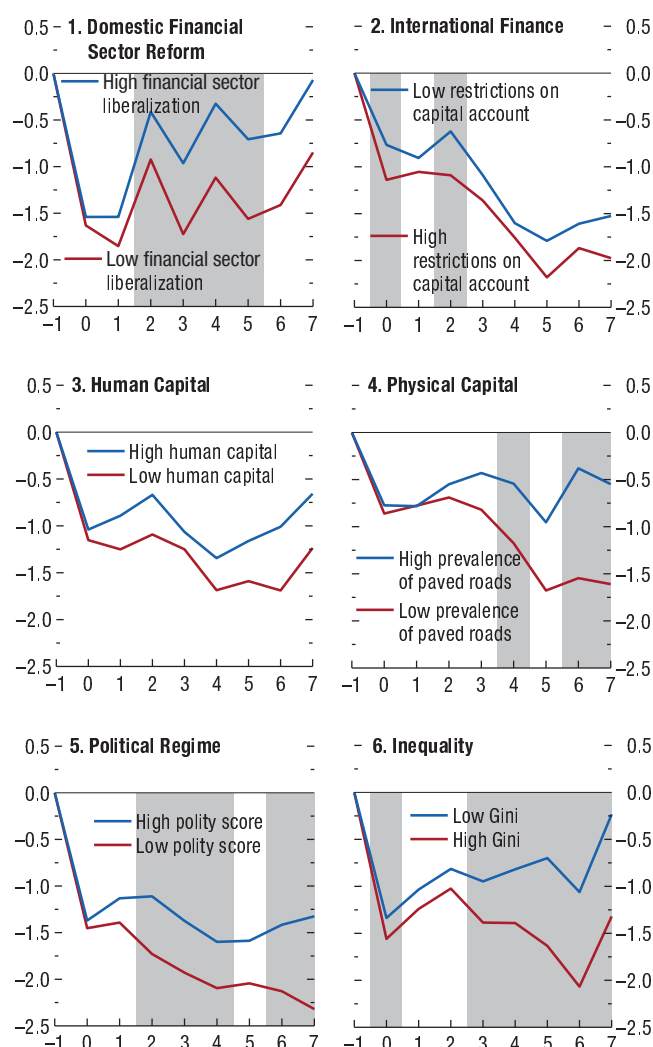 1. Domestic Financial
Sector Reform
0.5
0.0
−0.5
−1.0
−1.5
−2.0
−2.5
High financial sector
liberalization
Low financial sector
liberalization
−1 0 1 2 3 4 5 6 7
2. International Finance
0.5
0.0
−0.5
−1.0
−1.5
−2.0
−2.5
Low restrictions on
capital account
High
restrictions on
capital account
−1 0 1 2 3 4 5 6 7
3. Human Capital
0.5
0.0
−0.5
−1.0
−1.5
−2.0
−2.5
High human capital
Low human capital
−1 0 1 2 3 4 5 6 7
4. Physical Capital
0.5
0.0
−0.5
−1.0
−1.5
−2.0
−2.5
High prevalence
of paved roads
Low prevalence
of paved roads
−1 0 1 2 3 4 5 6 7
5. Political Regime
0.5
0.0
−0.5
−1.0
−1.5
−2.0
−2.5
High polity score
Low polity score
−1 0 1 2 3 4 5 6 7
6. Inequality
0.5
0.0
−0.5
−1.0
−1.5
−2.0
−2.5
Low Gini
High Gini
−1 0 1 2 3 4 5 6 7